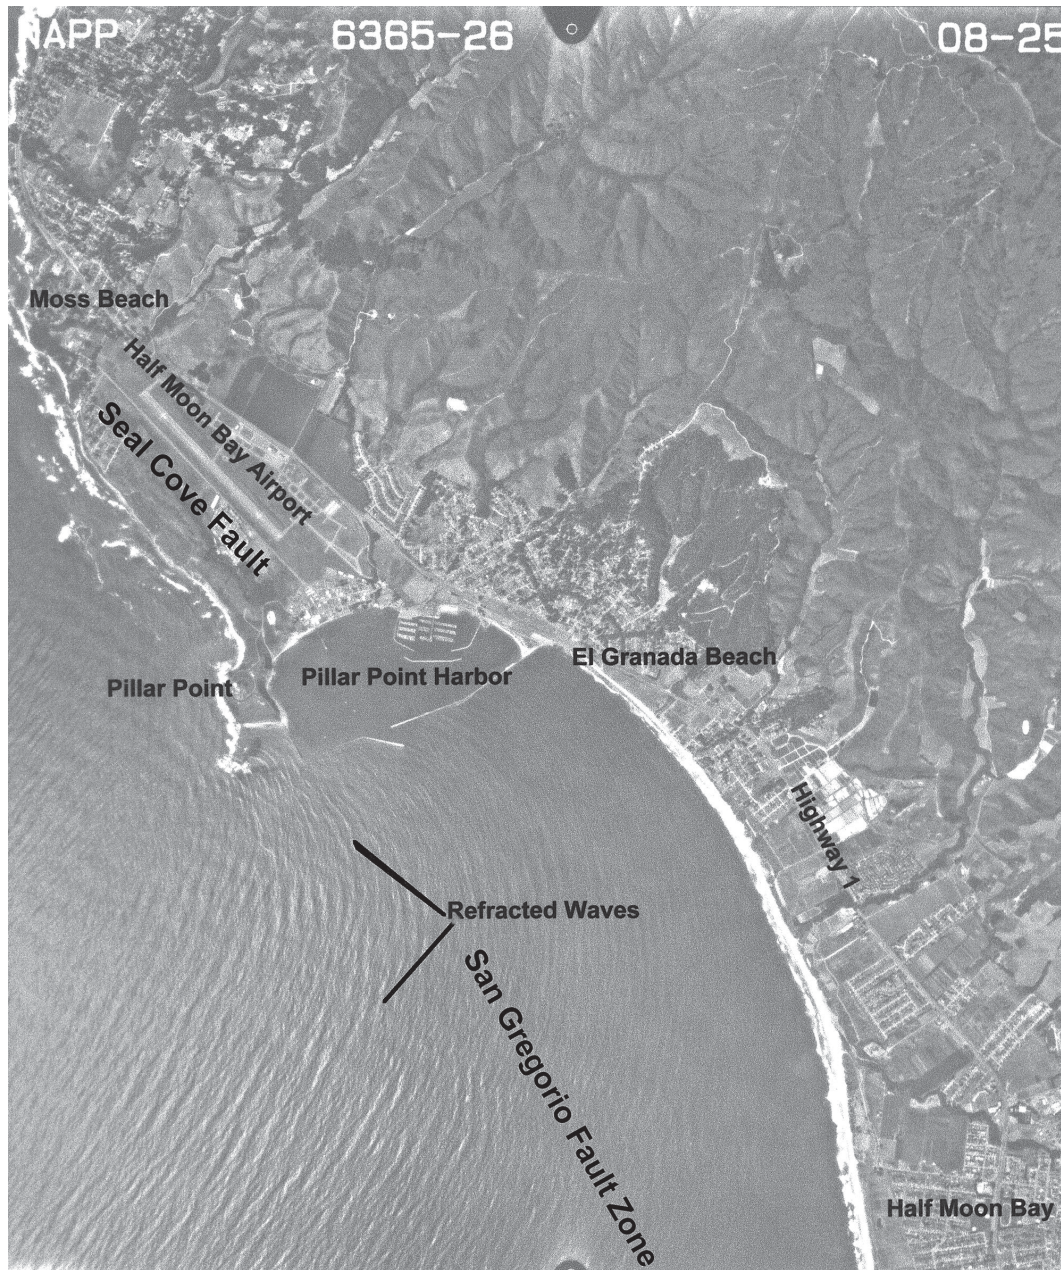 NAPP 6365-26 08-25
Moss Beach
Half Moon Bay Airport
Seal Cove Fault
El Granada Beach
Pillar Point Harbor
Pillar Point
Highway 1
Refracted Waves
San Gregorio Fault Zone
Half Moon Bay